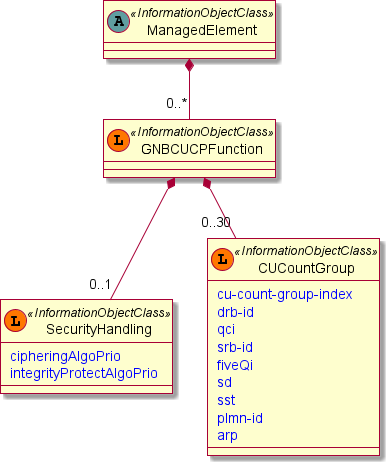 A
«InformationObjectClass»
ManagedElement
0..*
L
«InformationObjectClass»
GNBCUCPFunction
0..1
0..30
L
«InformationObjectClass»
SecurityHandling
cipheringAlgoPrio
integrityProtectAlgoPrio
L
«InformationObjectClass»
CUCountGroup
cu-count-group-index
drb-id
qci
srb-id
fiveQi
sd
sst
plmn-id
arp